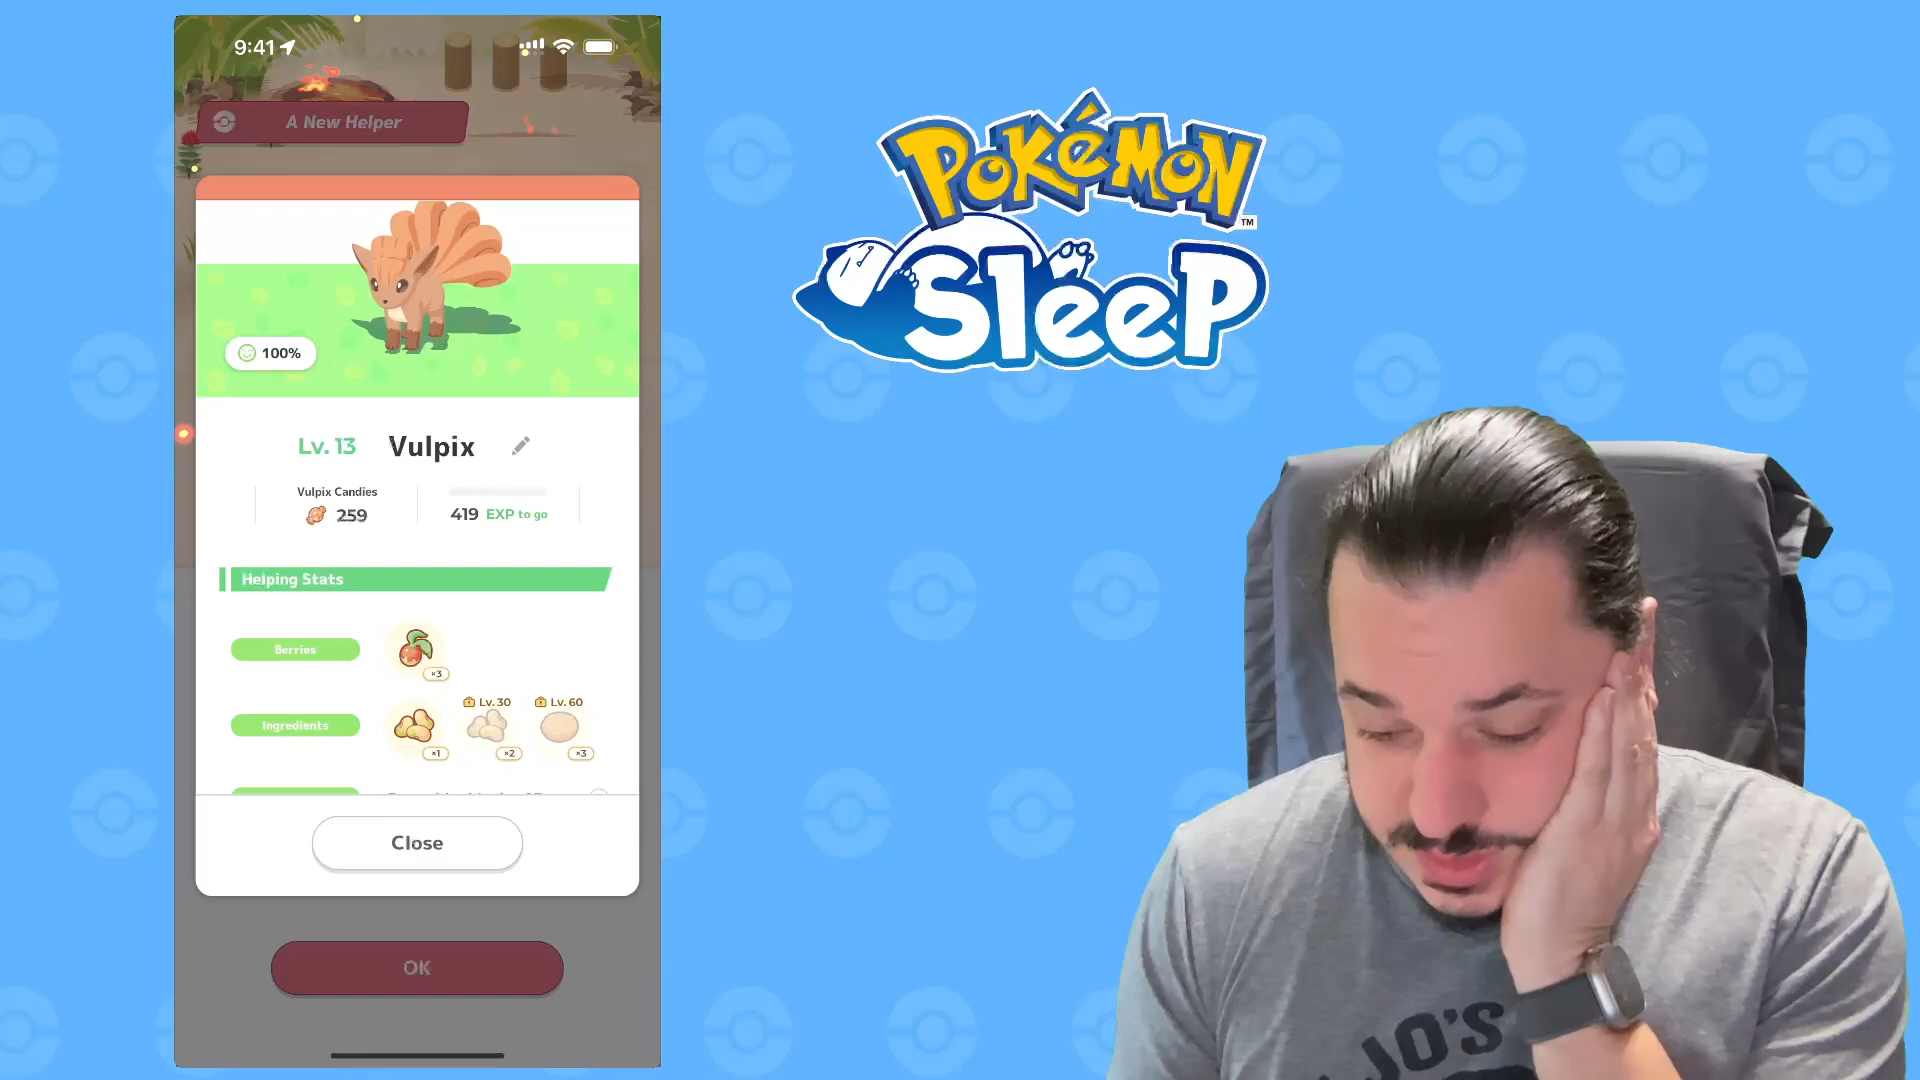 9:41
A New Helper
100%
Lv. 13 Vulpix
Vulpix Candies
259
419 EXP to go
Helping Stats
Berries
×3
Ingredients
×1
Lv. 30
×2
Lv. 60
×3
Close
OK
POKÉMON
TM
Sleep
JO'S